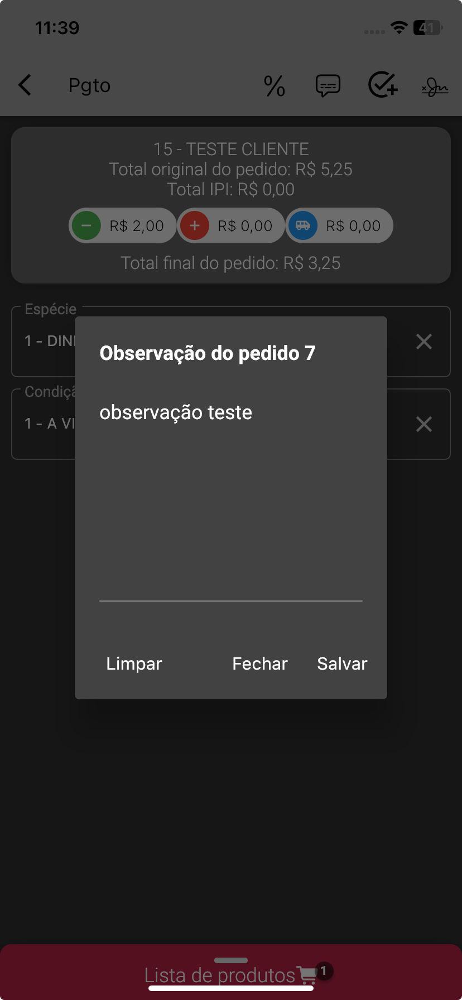 11:39
41
Pgto
%
15 - TESTE CLIENTE
Total original do pedido: R$ 5,25
Total IPI: R$ 0,00
R$ 2,00
R$ 0,00
R$ 0,00
Total final do pedido: R$ 3,25
Espécie
1 - DIN
Observação do pedido 7
Condiçã
observação teste
1 - A VI
Limpar
Fechar
Salvar
Lista de produtos
1